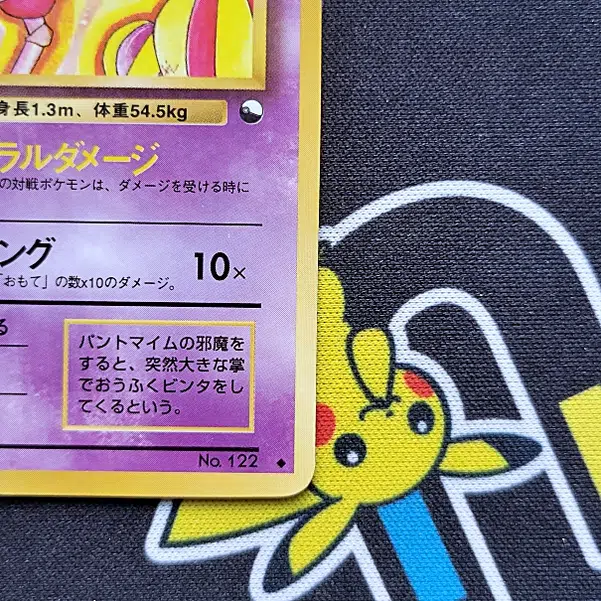 身長1.3m、体重54.5kg
ラルダメージ
の対戦ポケモンは、ダメージを受ける時に
ング
10×
「おもて」の数x10のダメージ。
る
パントマイムの邪魔を
すると、突然大きな掌
でおうふくビンタをし
てくるという。
No. 122